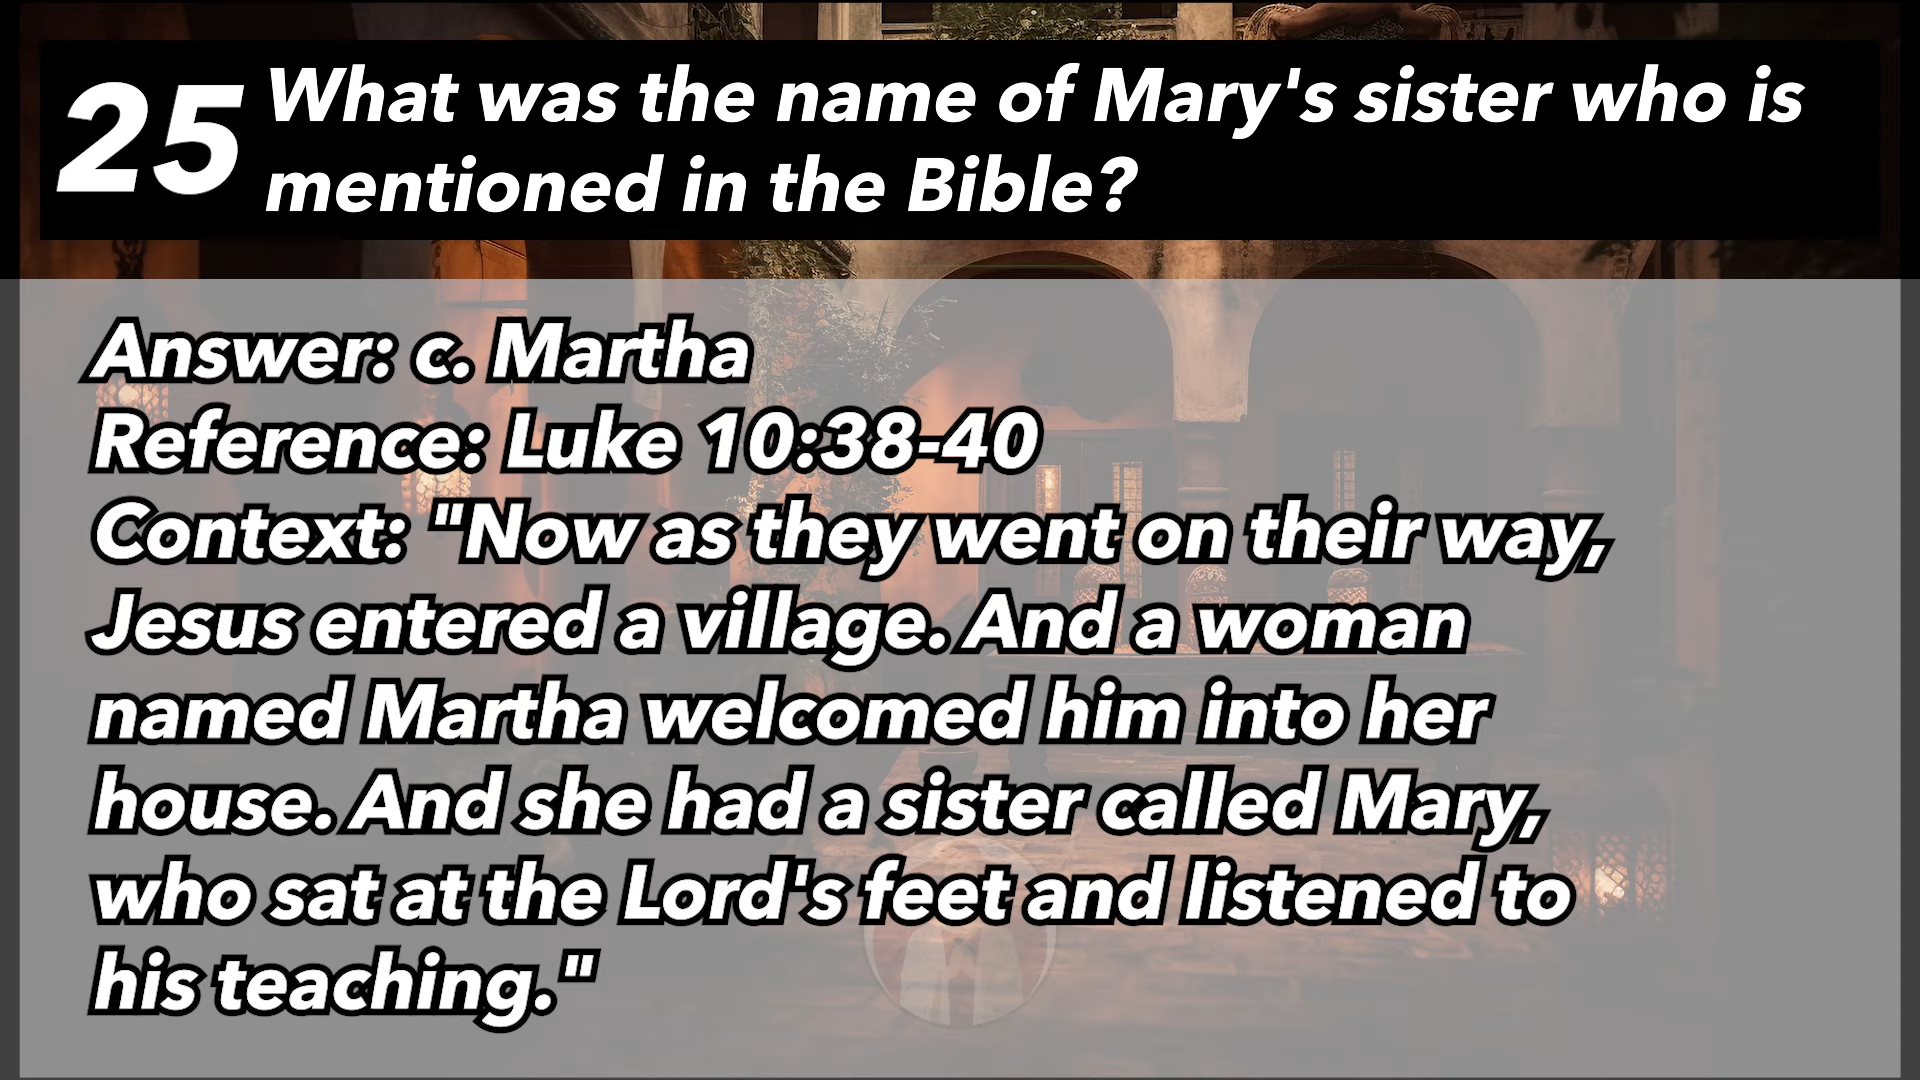 25
What was the name of Mary's sister who is
mentioned in the Bible?
Answer: c. Martha
Reference: Luke 10:38-40
Context: "Now as they went on their way,
Jesus entered a village. And a woman
named Martha welcomed him into her
house. And she had a sister called Mary,
who sat at the Lord's feet and listened to
his teaching."